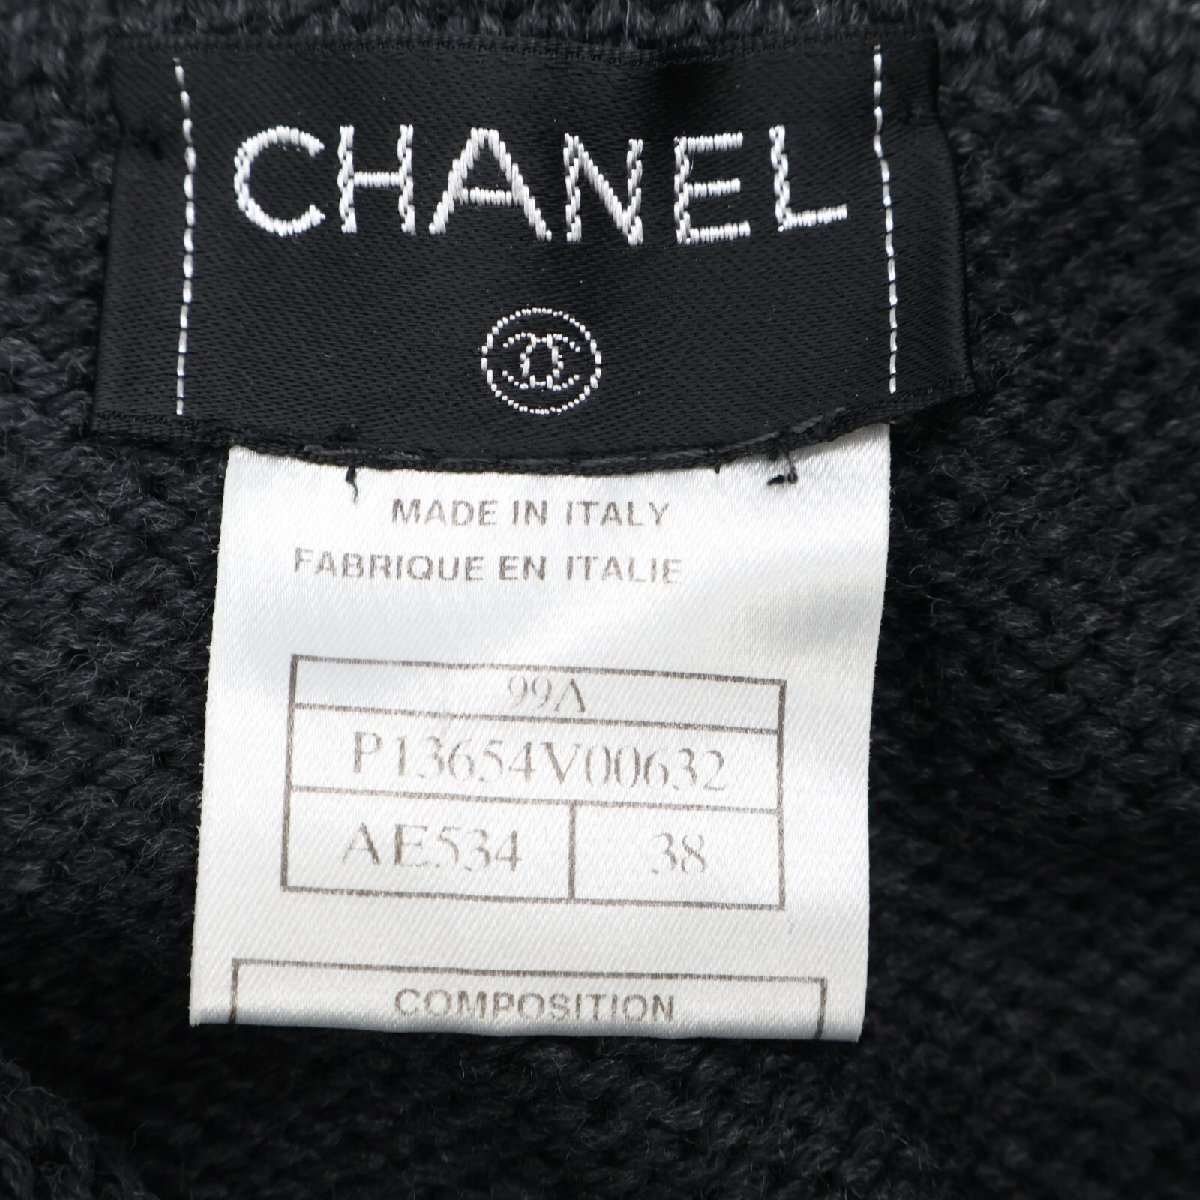 CHANEL
MADE IN ITALY
FABRIQUE EN ITALIE
99A
P13654V00632
AE534 38
COMPOSITION